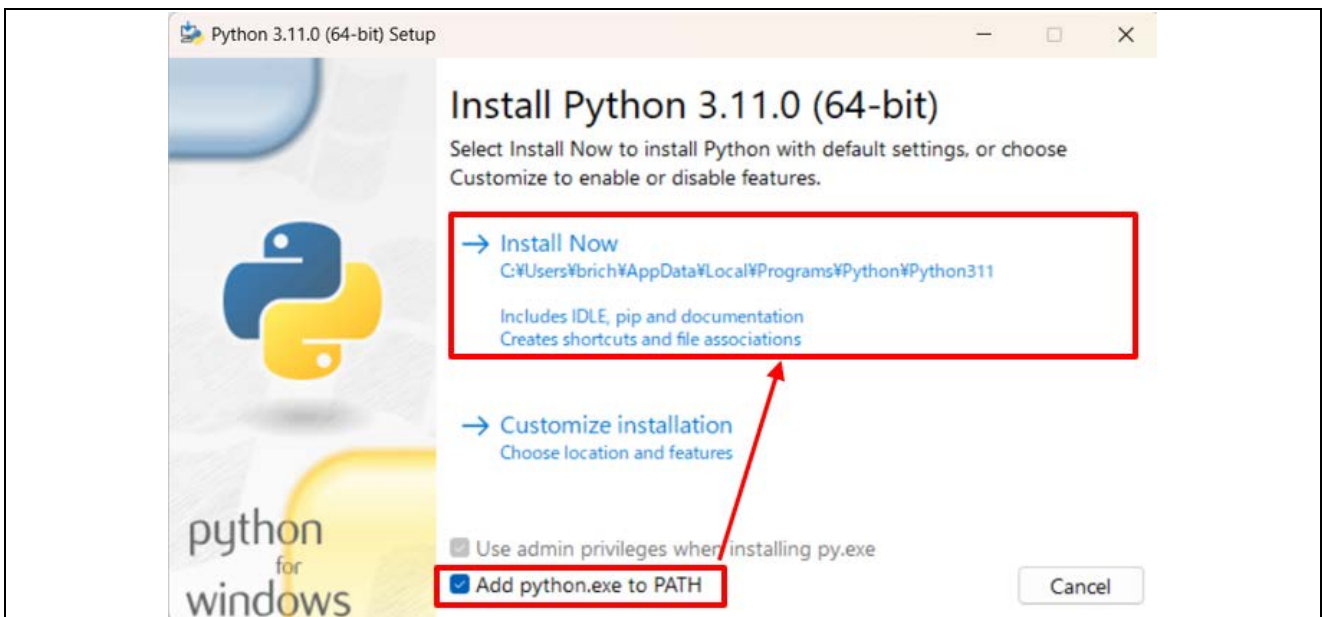 Python 3.11.0 (64-bit) Setup
Install Python 3.11.0 (64-bit)
Select Install Now to install Python with default settings, or choose
Customize to enable or disable features.
→ Install Now
C:¥Users¥brich¥AppData¥Local¥Programs¥Python¥Python311
Includes IDLE, pip and documentation
Creates shortcuts and file associations
→ Customize installation
Choose location and features
Use admin privileges when installing py.exe
Add python.exe to PATH
Cancel
python
for
windows